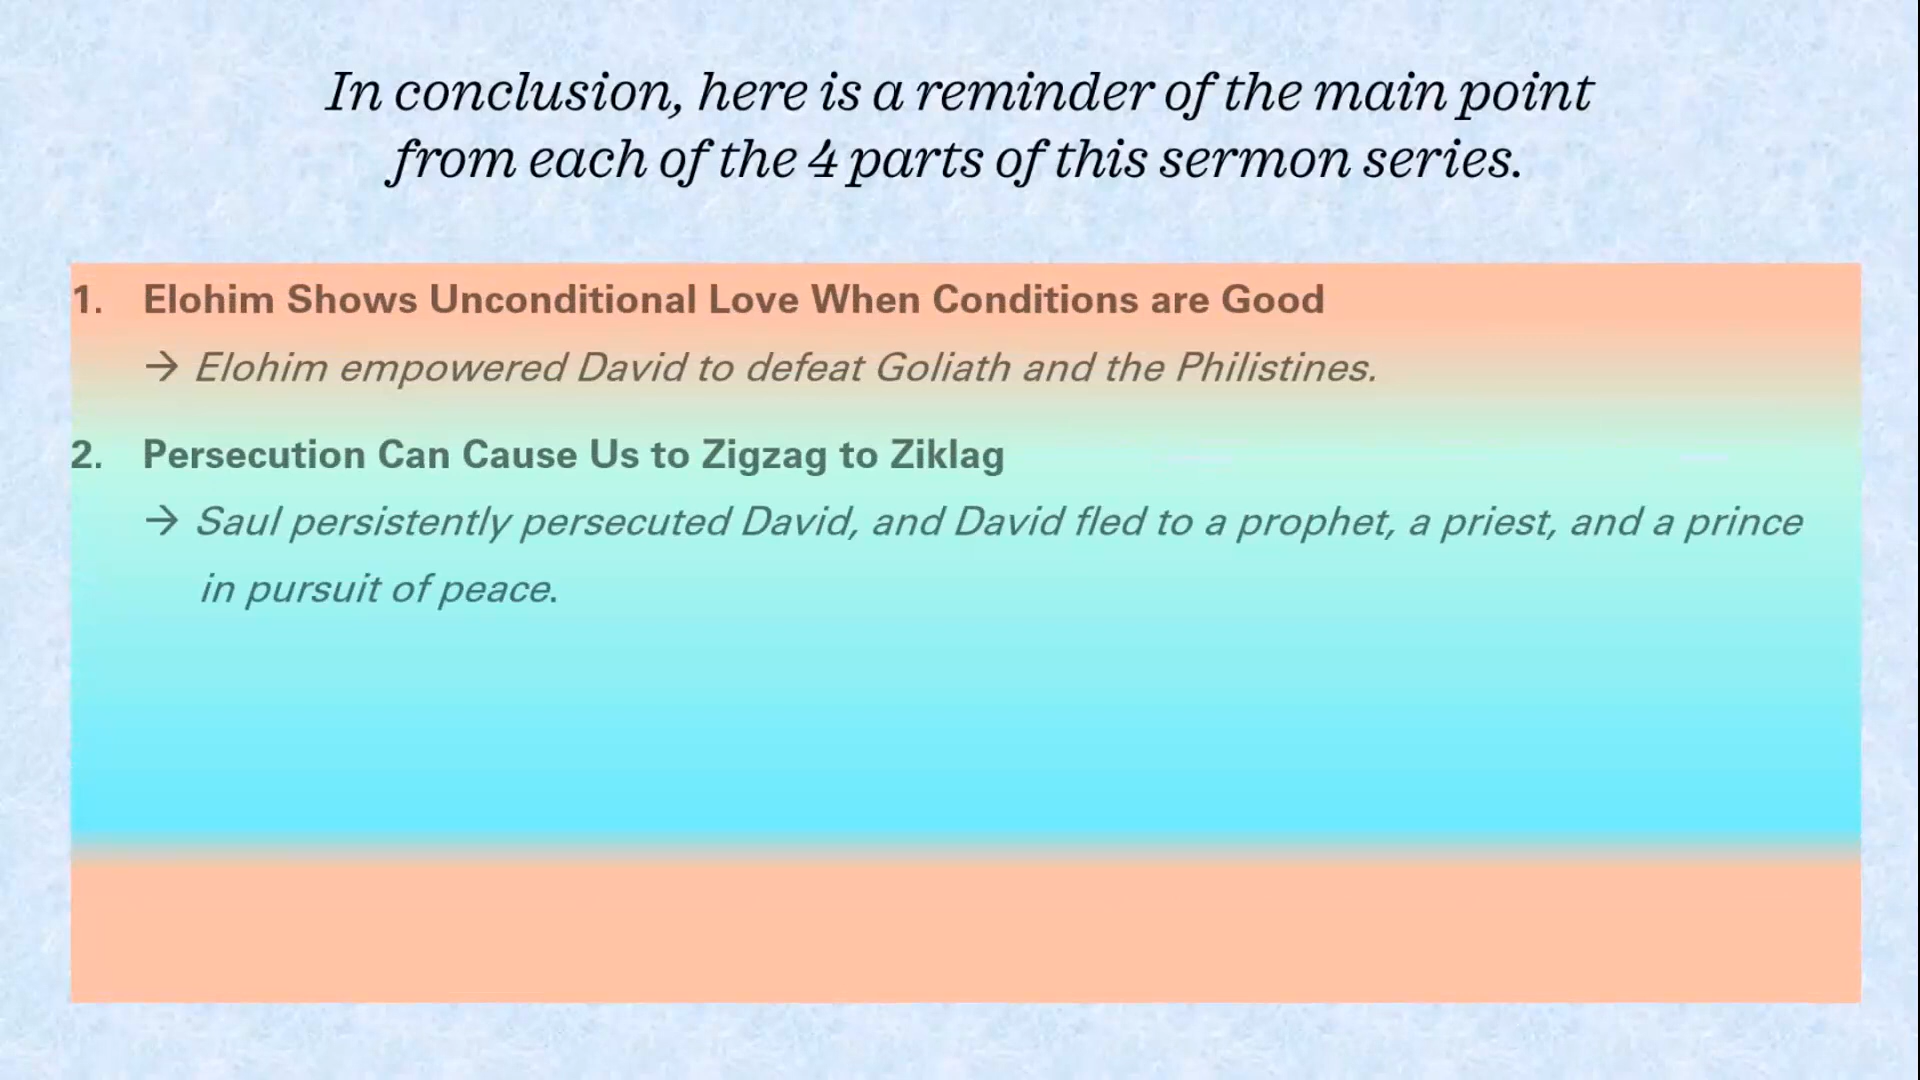 In conclusion, here is a reminder of the main point
from each of the 4 parts of this sermon series.
1. Elohim Shows Unconditional Love When Conditions are Good
→ Elohim empowered David to defeat Goliath and the Philistines.
2. Persecution Can Cause Us to Zigzag to Ziklag
→ Saul persistently persecuted David, and David fled to a prophet, a priest, and a prince
in pursuit of peace.